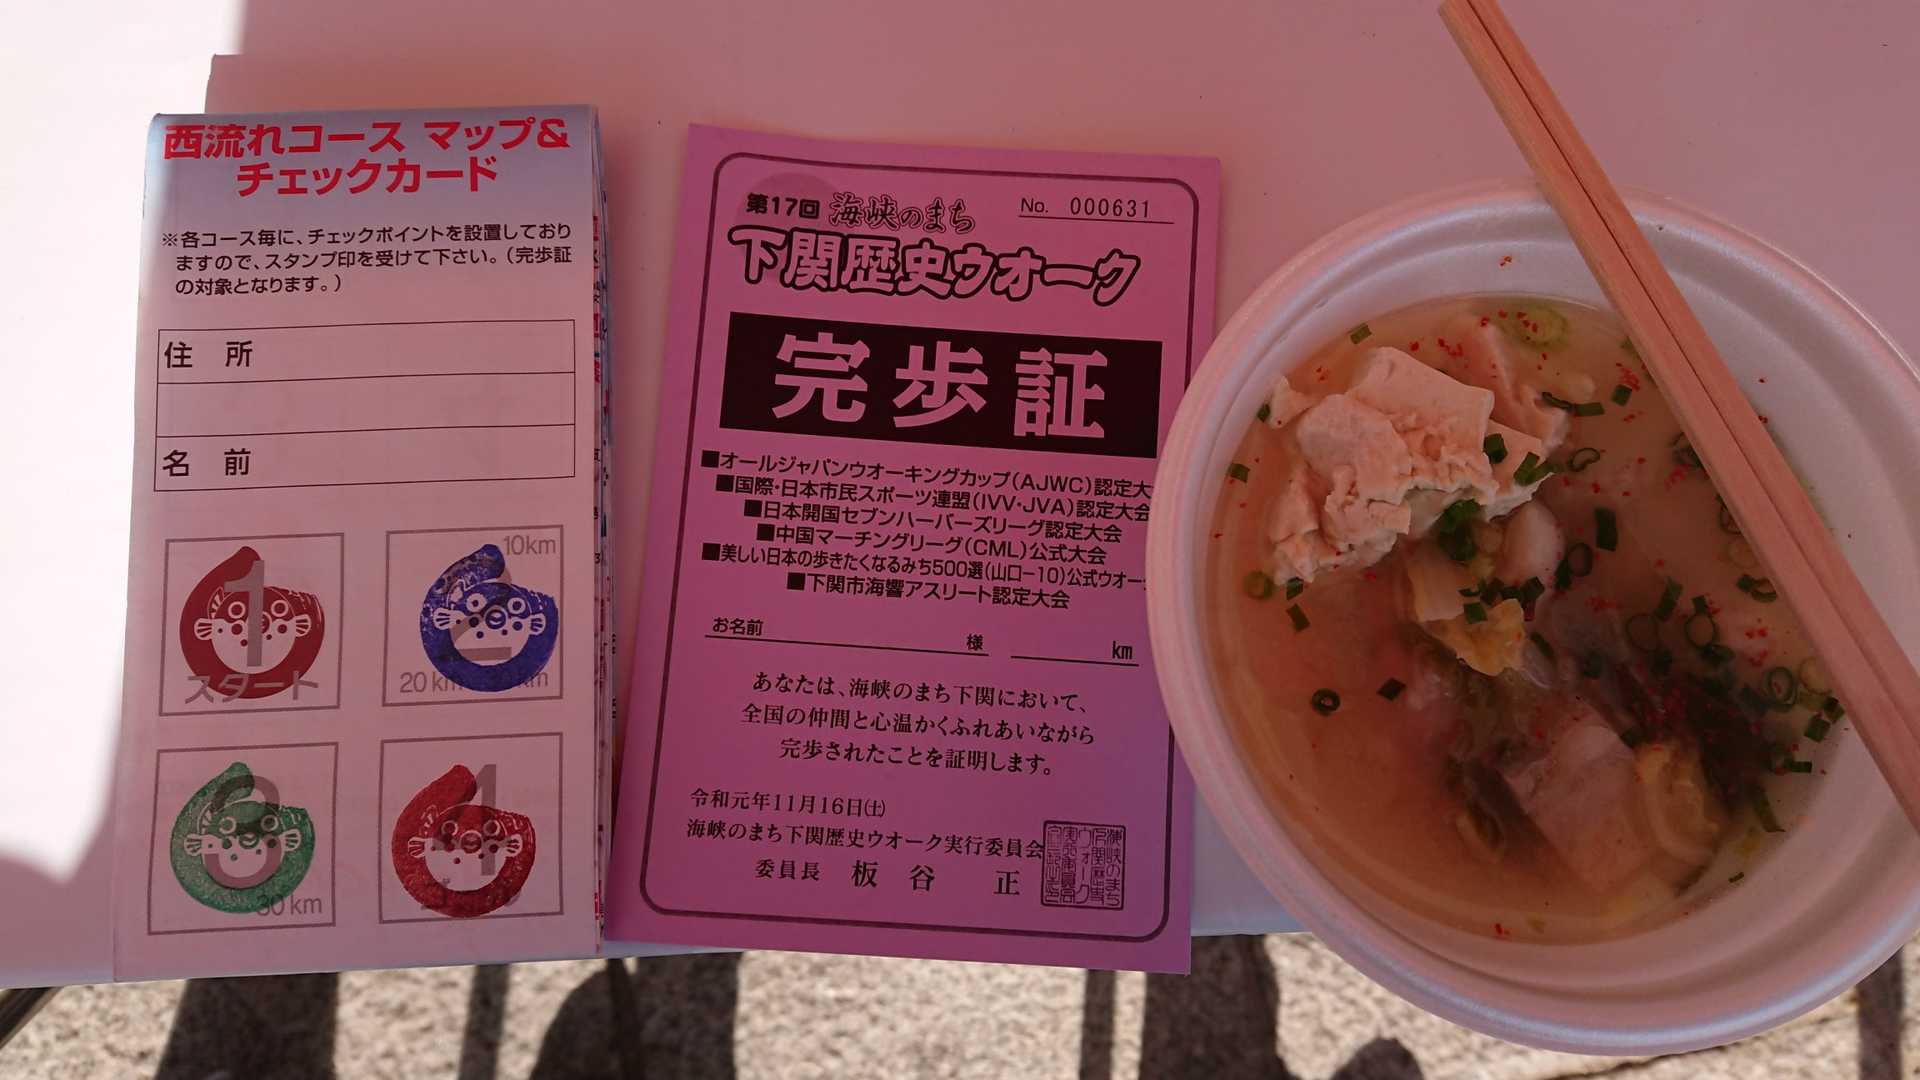 西流れコース マップ&
チェックカード
※各コース毎に、チェックポイントを設置しており
ますので、スタンプ印を受けて下さい。(完歩証
の対象となります。)
住 所
名 前
1
スタート
10km
2
20km
3
30km
4
第17回 海峡のまち
No. 000631
下関歴史ウオーク
完歩証
■オールジャパンウオーキングカップ(AJWC)認定大
■国際・日本市民スポーツ連盟(IVV・JVA)認定大会
■日本開国セブンハーバーズリーグ認定大会
■中国マーチングリーグ(CML)公式大会
■美しい日本の歩きたくなるみち500選(山口-10)公式ウオー
■下関市海響アスリート認定大会
お名前 様 km
あなたは、海峡のまち下関において、
全国の仲間と心温かくふれあいながら
完歩されたことを証明します。
令和元年11月16日(土)
海峡のまち下関歴史ウオーク実行委員会
委員長 板谷 正